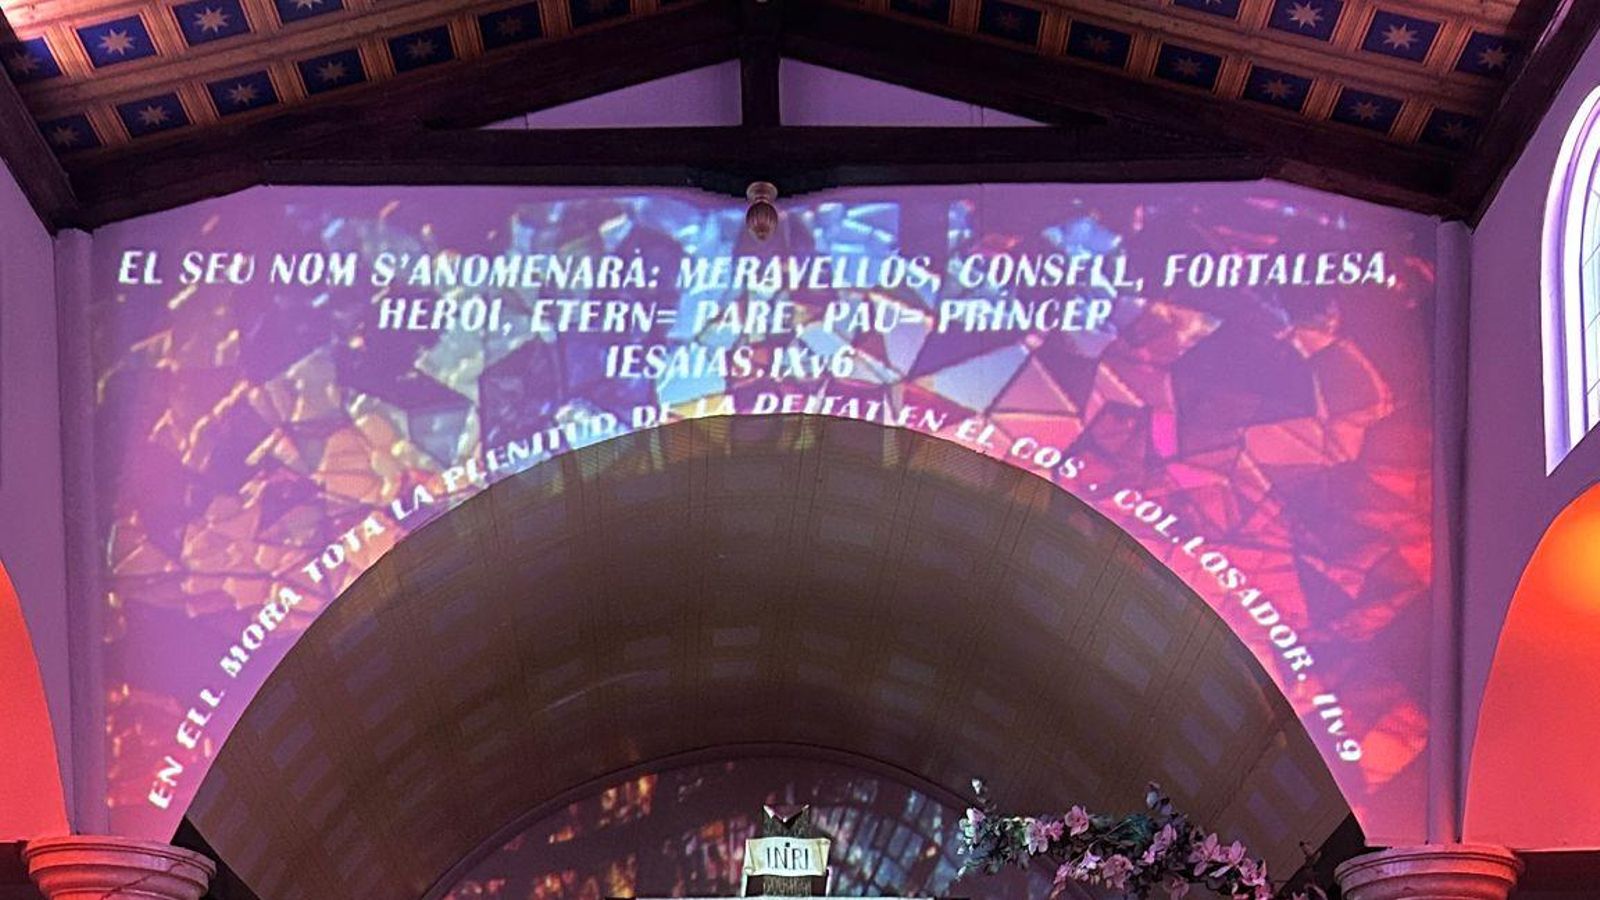 EL SEU NOM S'ANOMENARÀ: MERAVELLÓS, CONSELL, FORTALESA,
HEROI, ETERN= PARE, PAU= PRÍNCEP
IESAÏAS.IXv6
EN ELL MORA TOTA LA PLENITUD DE LA DEITAT EN EL COS . COL.LOSADOR. IIv9
INRI